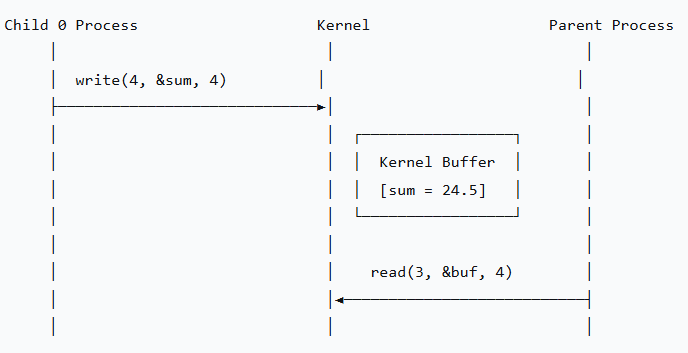 Child 0 Process Kernel Parent Process
write(4, &sum, 4)
Kernel Buffer
[sum = 24.5]
read(3, &buf, 4)